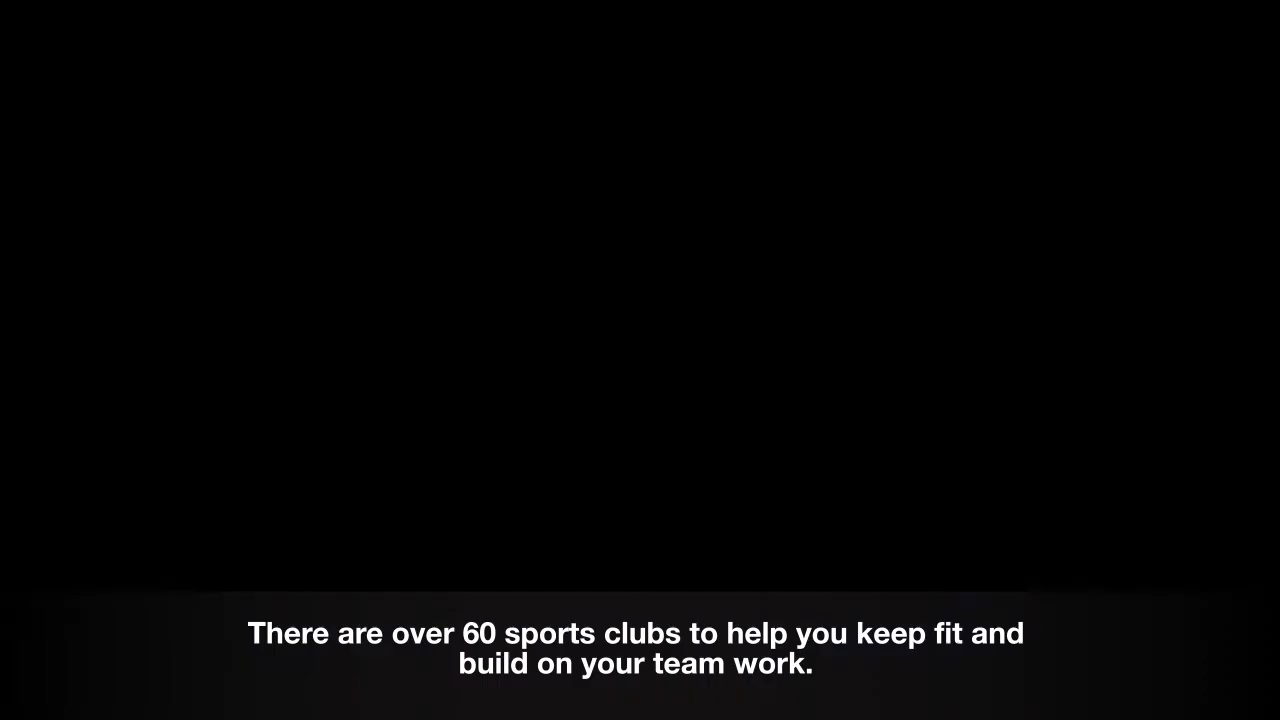 There are over 60 sports clubs to help you keep fit and
build on your team work.